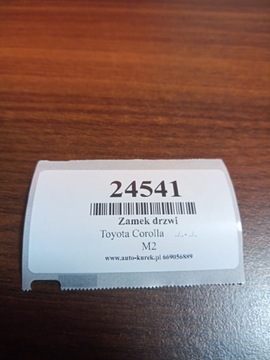 24541
Zamek drzwi
Toyota Corolla
M2
www.auto-kurek.pl 669056889